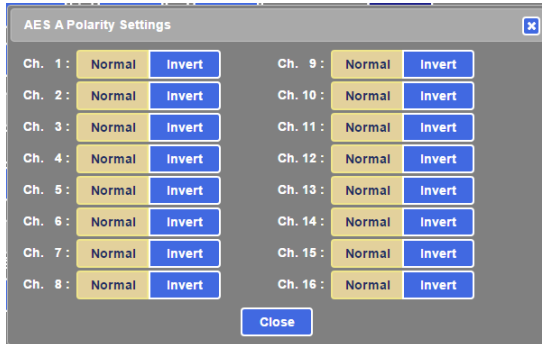 AES A Polarity Settings
Ch. 1: Normal Invert Ch. 9: Normal Invert
Ch. 2: Normal Invert Ch. 10: Normal Invert
Ch. 3: Normal Invert Ch. 11: Normal Invert
Ch. 4: Normal Invert Ch. 12: Normal Invert
Ch. 5: Normal Invert Ch. 13: Normal Invert
Ch. 6: Normal Invert Ch. 14: Normal Invert
Ch. 7: Normal Invert Ch. 15: Normal Invert
Ch. 8: Normal Invert Ch. 16: Normal Invert
Close